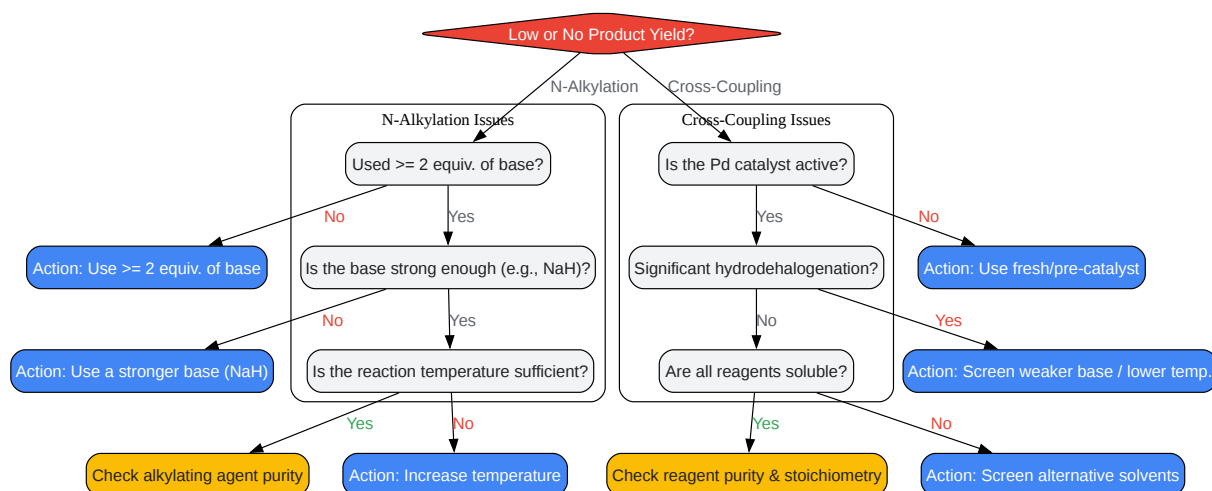 Low or No Product Yield?
N-Alkylation
Cross-Coupling
N-Alkylation Issues
Cross-Coupling Issues
Used >= 2 equiv. of base?
Is the Pd catalyst active?
No
Yes
Yes
No
Action: Use >= 2 equiv. of base
Is the base strong enough (e.g., NaH)?
Significant hydrodehalogenation?
Action: Use fresh/pre-catalyst
No
Yes
No
Yes
Action: Use a stronger base (NaH)
Is the reaction temperature sufficient?
Are all reagents soluble?
Action: Screen weaker base / lower temp.
Yes
No
Yes
No
Check alkylating agent purity
Action: Increase temperature
Check reagent purity & stoichiometry
Action: Screen alternative solvents